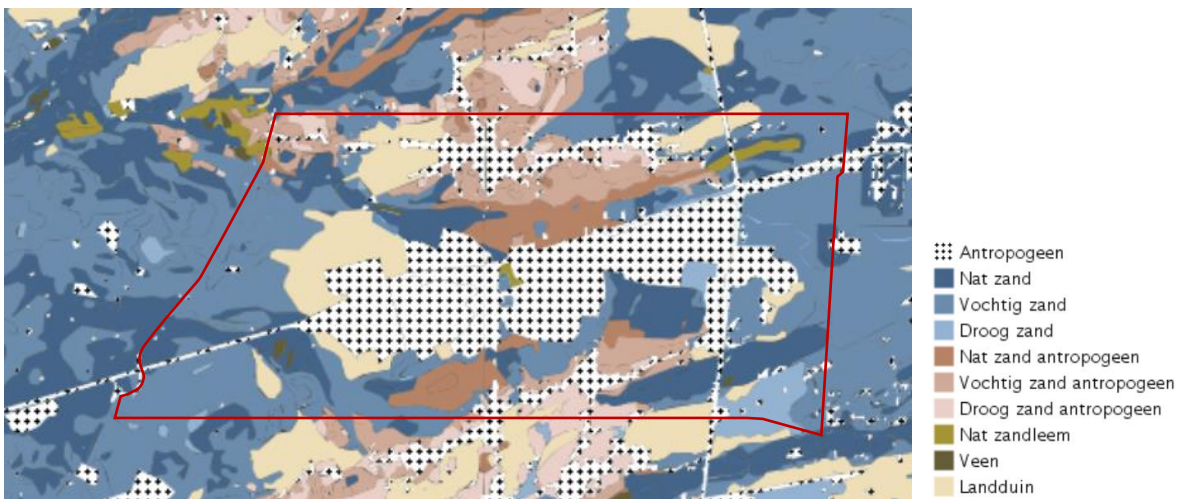 Antropogeen
Nat zand
Vochtig zand
Droog zand
Nat zand antropogeen
Vochtig zand antropogeen
Droog zand antropogeen
Nat zandleem
Veen
Landduin